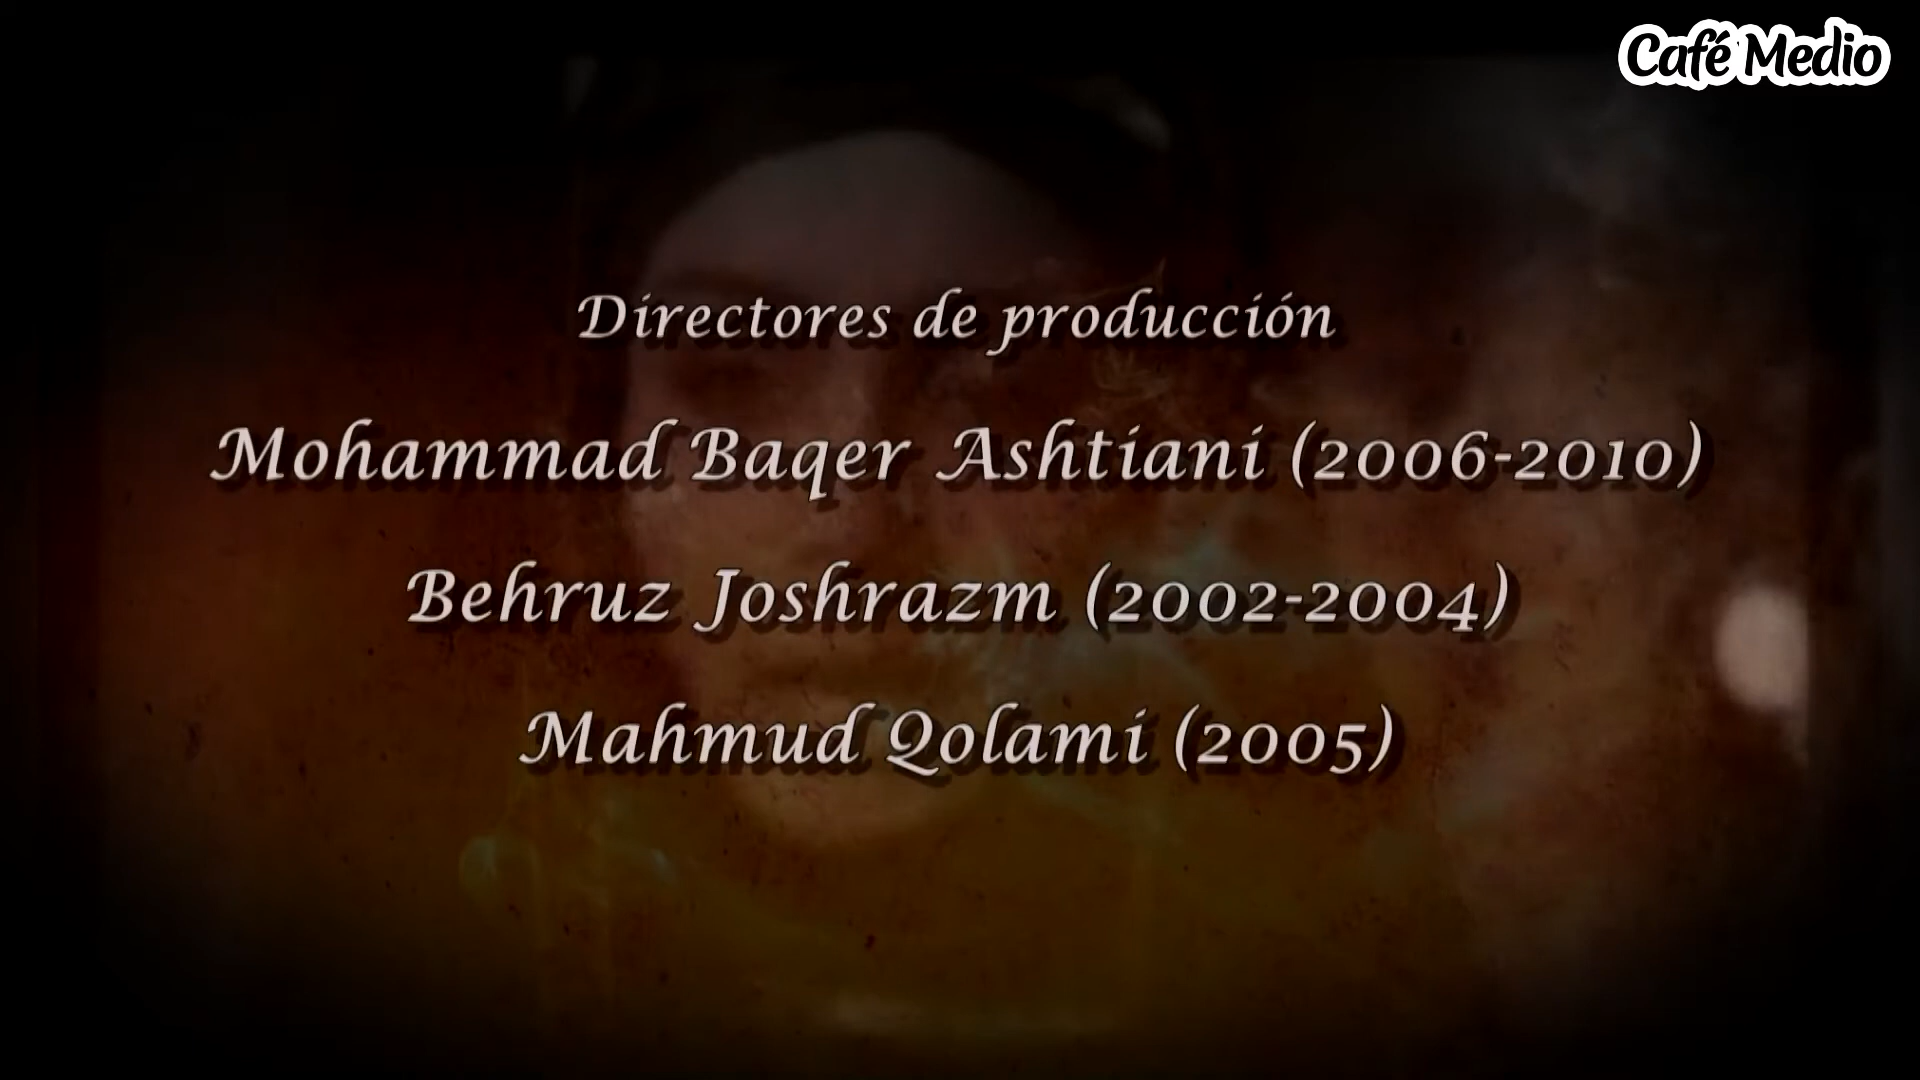 Café Medio
Directores de producción
Mohammad Baqer Ashtiani (2006-2010)
Behruz Joshrazm (2002-2004)
Mahmud Qolami (2005)